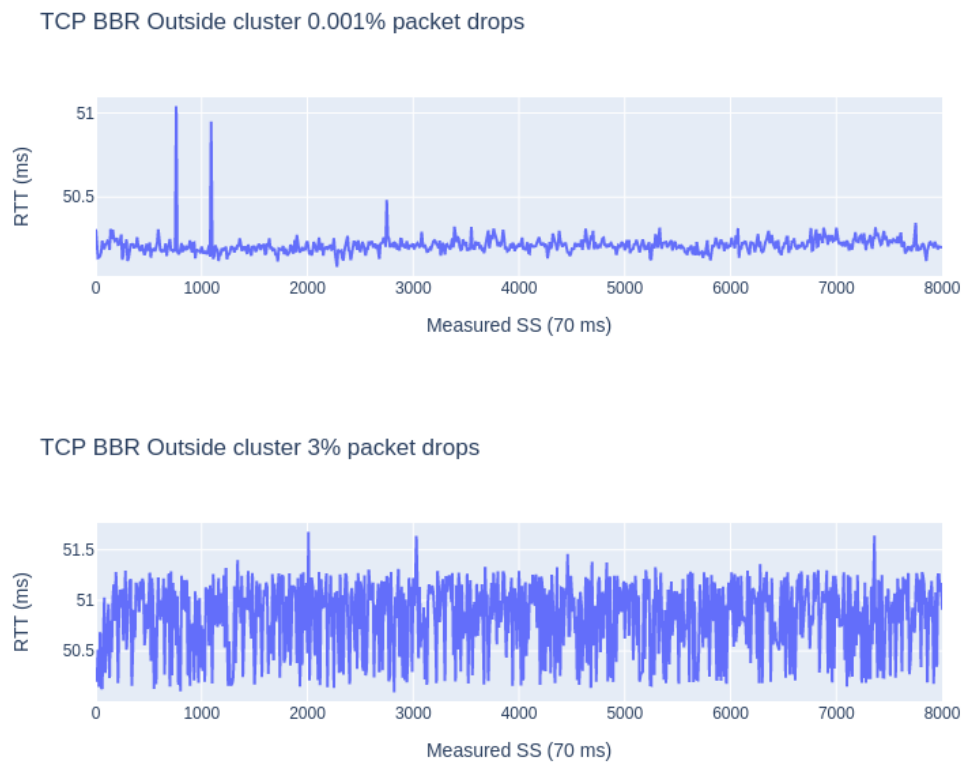 TCP BBR Outside cluster 0.001% packet drops
51
50.5
RTT (ms)
0 1000 2000 3000 4000 5000 6000 7000 8000
Measured SS (70 ms)
TCP BBR Outside cluster 3% packet drops
51.5
51
50.5
RTT (ms)
0 1000 2000 3000 4000 5000 6000 7000 8000
Measured SS (70 ms)